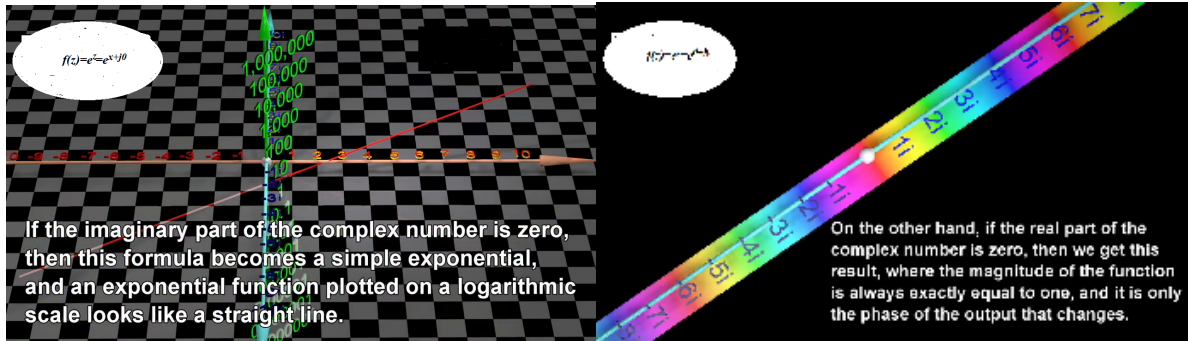 f(z)=e^z=e^x+j0
1,000,000
100,000
10,000
1,000
100
10
-7 -6 -5 -4 -3 -2 -1 1 2 3 4 5 6 7 8 9 10
If the imaginary part of the complex number is zero,
then this formula becomes a simple exponential,
and an exponential function plotted on a logarithmic
scale looks like a straight line.
7i
6i
5i
4i
3i
2i
1i
-1i
-2i
-3i
-4i
-5i
-6i
-7i
On the other hand, if the real part of the
complex number is zero, then we get this
result, where the magnitude of the function
is always exactly equal to one, and it is only
the phase of the output that changes.